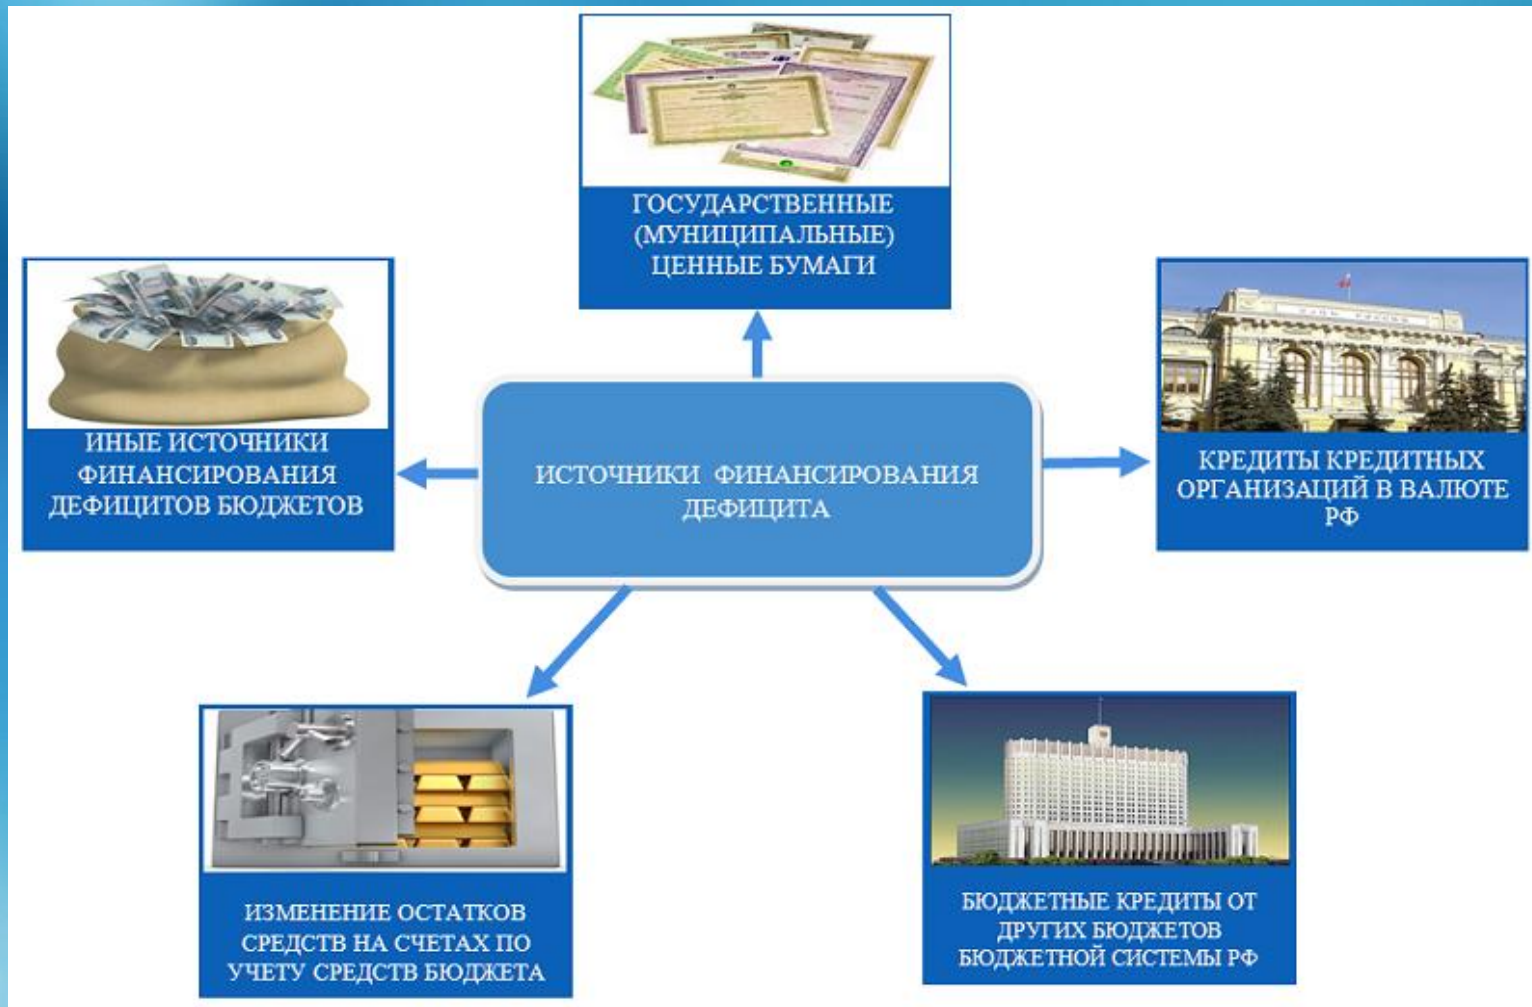 ГОСУДАРСТВЕННЫЕ
(МУНИЦИПАЛЬНЫЕ)
ЦЕННЫЕ БУМАГИ
ИНЫЕ ИСТОЧНИКИ
ФИНАНСИРОВАНИЯ
ДЕФИЦИТОВ БЮДЖЕТОВ
ИСТОЧНИКИ ФИНАНСИРОВАНИЯ
ДЕФИЦИТА
КРЕДИТЫ КРЕДИТНЫХ
ОРГАНИЗАЦИЙ В ВАЛЮТЕ
РФ
ИЗМЕНЕНИЕ ОСТАТКОВ
СРЕДСТВ НА СЧЕТАХ ПО
УЧЕТУ СРЕДСТВ БЮДЖЕТА
БЮДЖЕТНЫЕ КРЕДИТЫ ОТ
ДРУГИХ БЮДЖЕТОВ
БЮДЖЕТНОЙ СИСТЕМЫ РФ